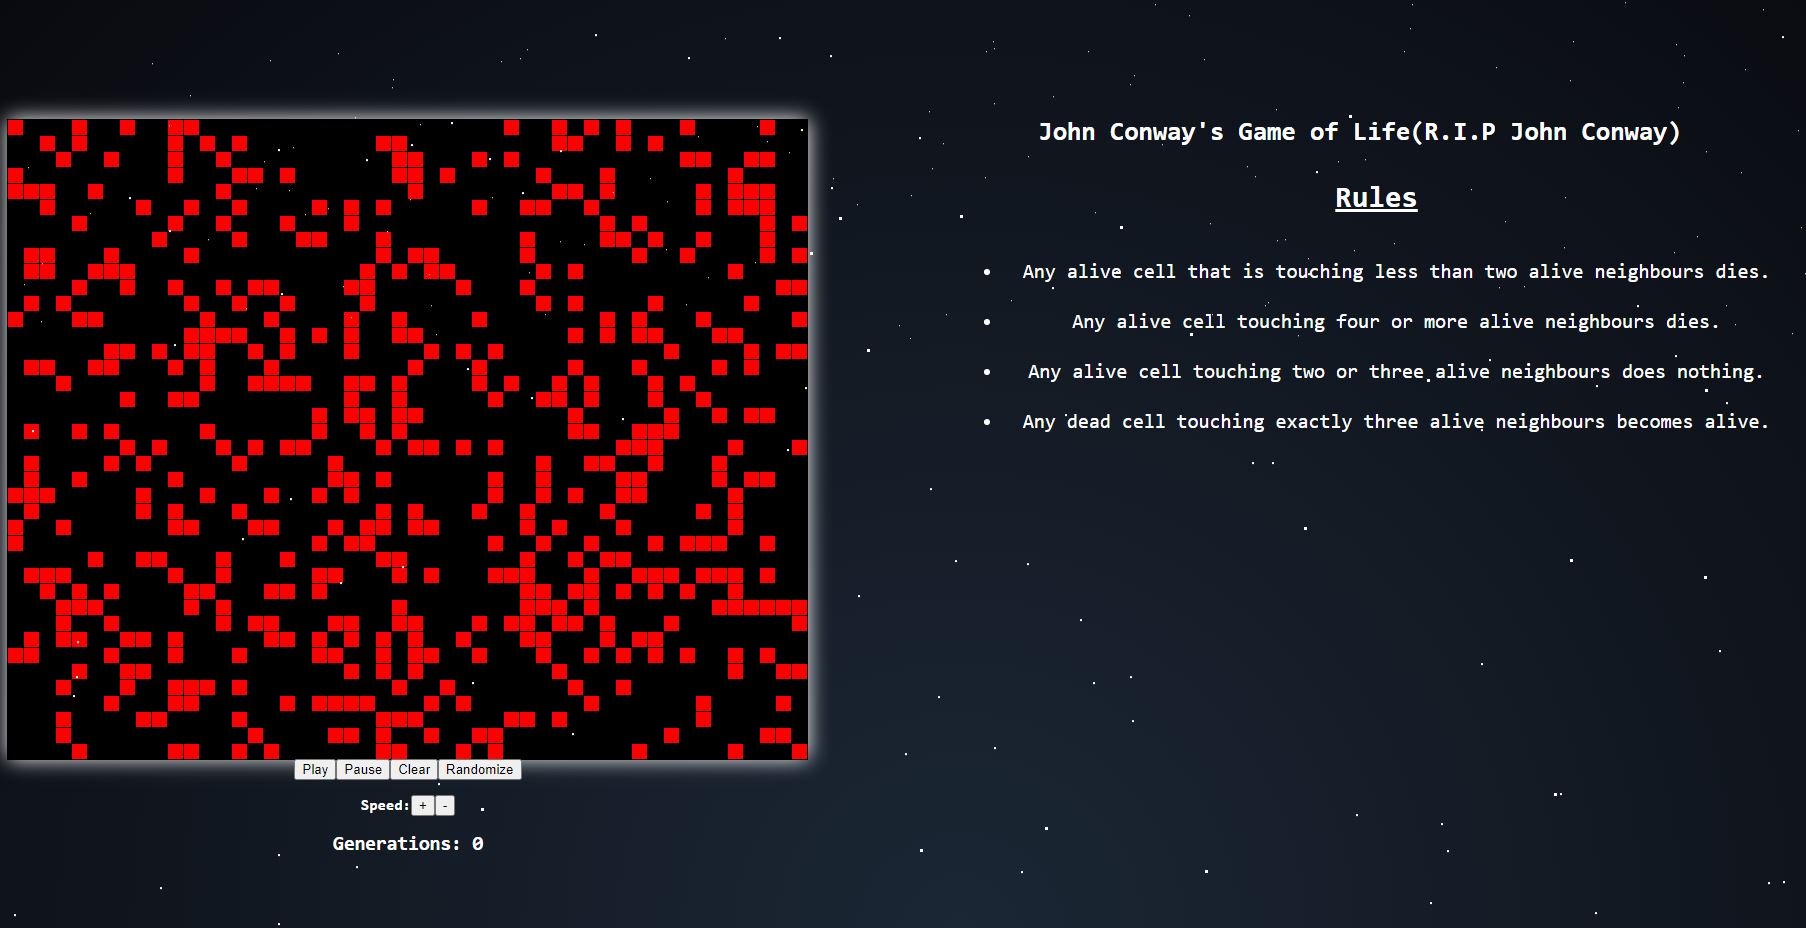 John Conway's Game of Life(R.I.P John Conway)
Rules
Any alive cell that is touching less than two alive neighbours dies.
Any alive cell touching four or more alive neighbours dies.
Any alive cell touching two or three alive neighbours does nothing.
Any dead cell touching exactly three alive neighbours becomes alive.
Play Pause Clear Randomize
Speed: + -
Generations: 0